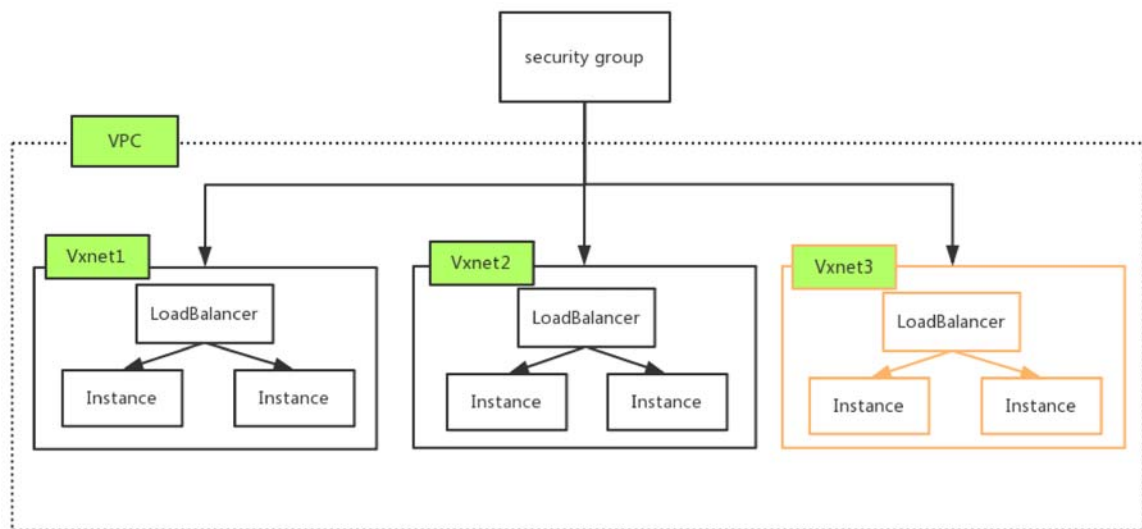 security group
VPC
Vxnet1
Vxnet2
Vxnet3
LoadBalancer
LoadBalancer
LoadBalancer
Instance
Instance
Instance
Instance
Instance
Instance